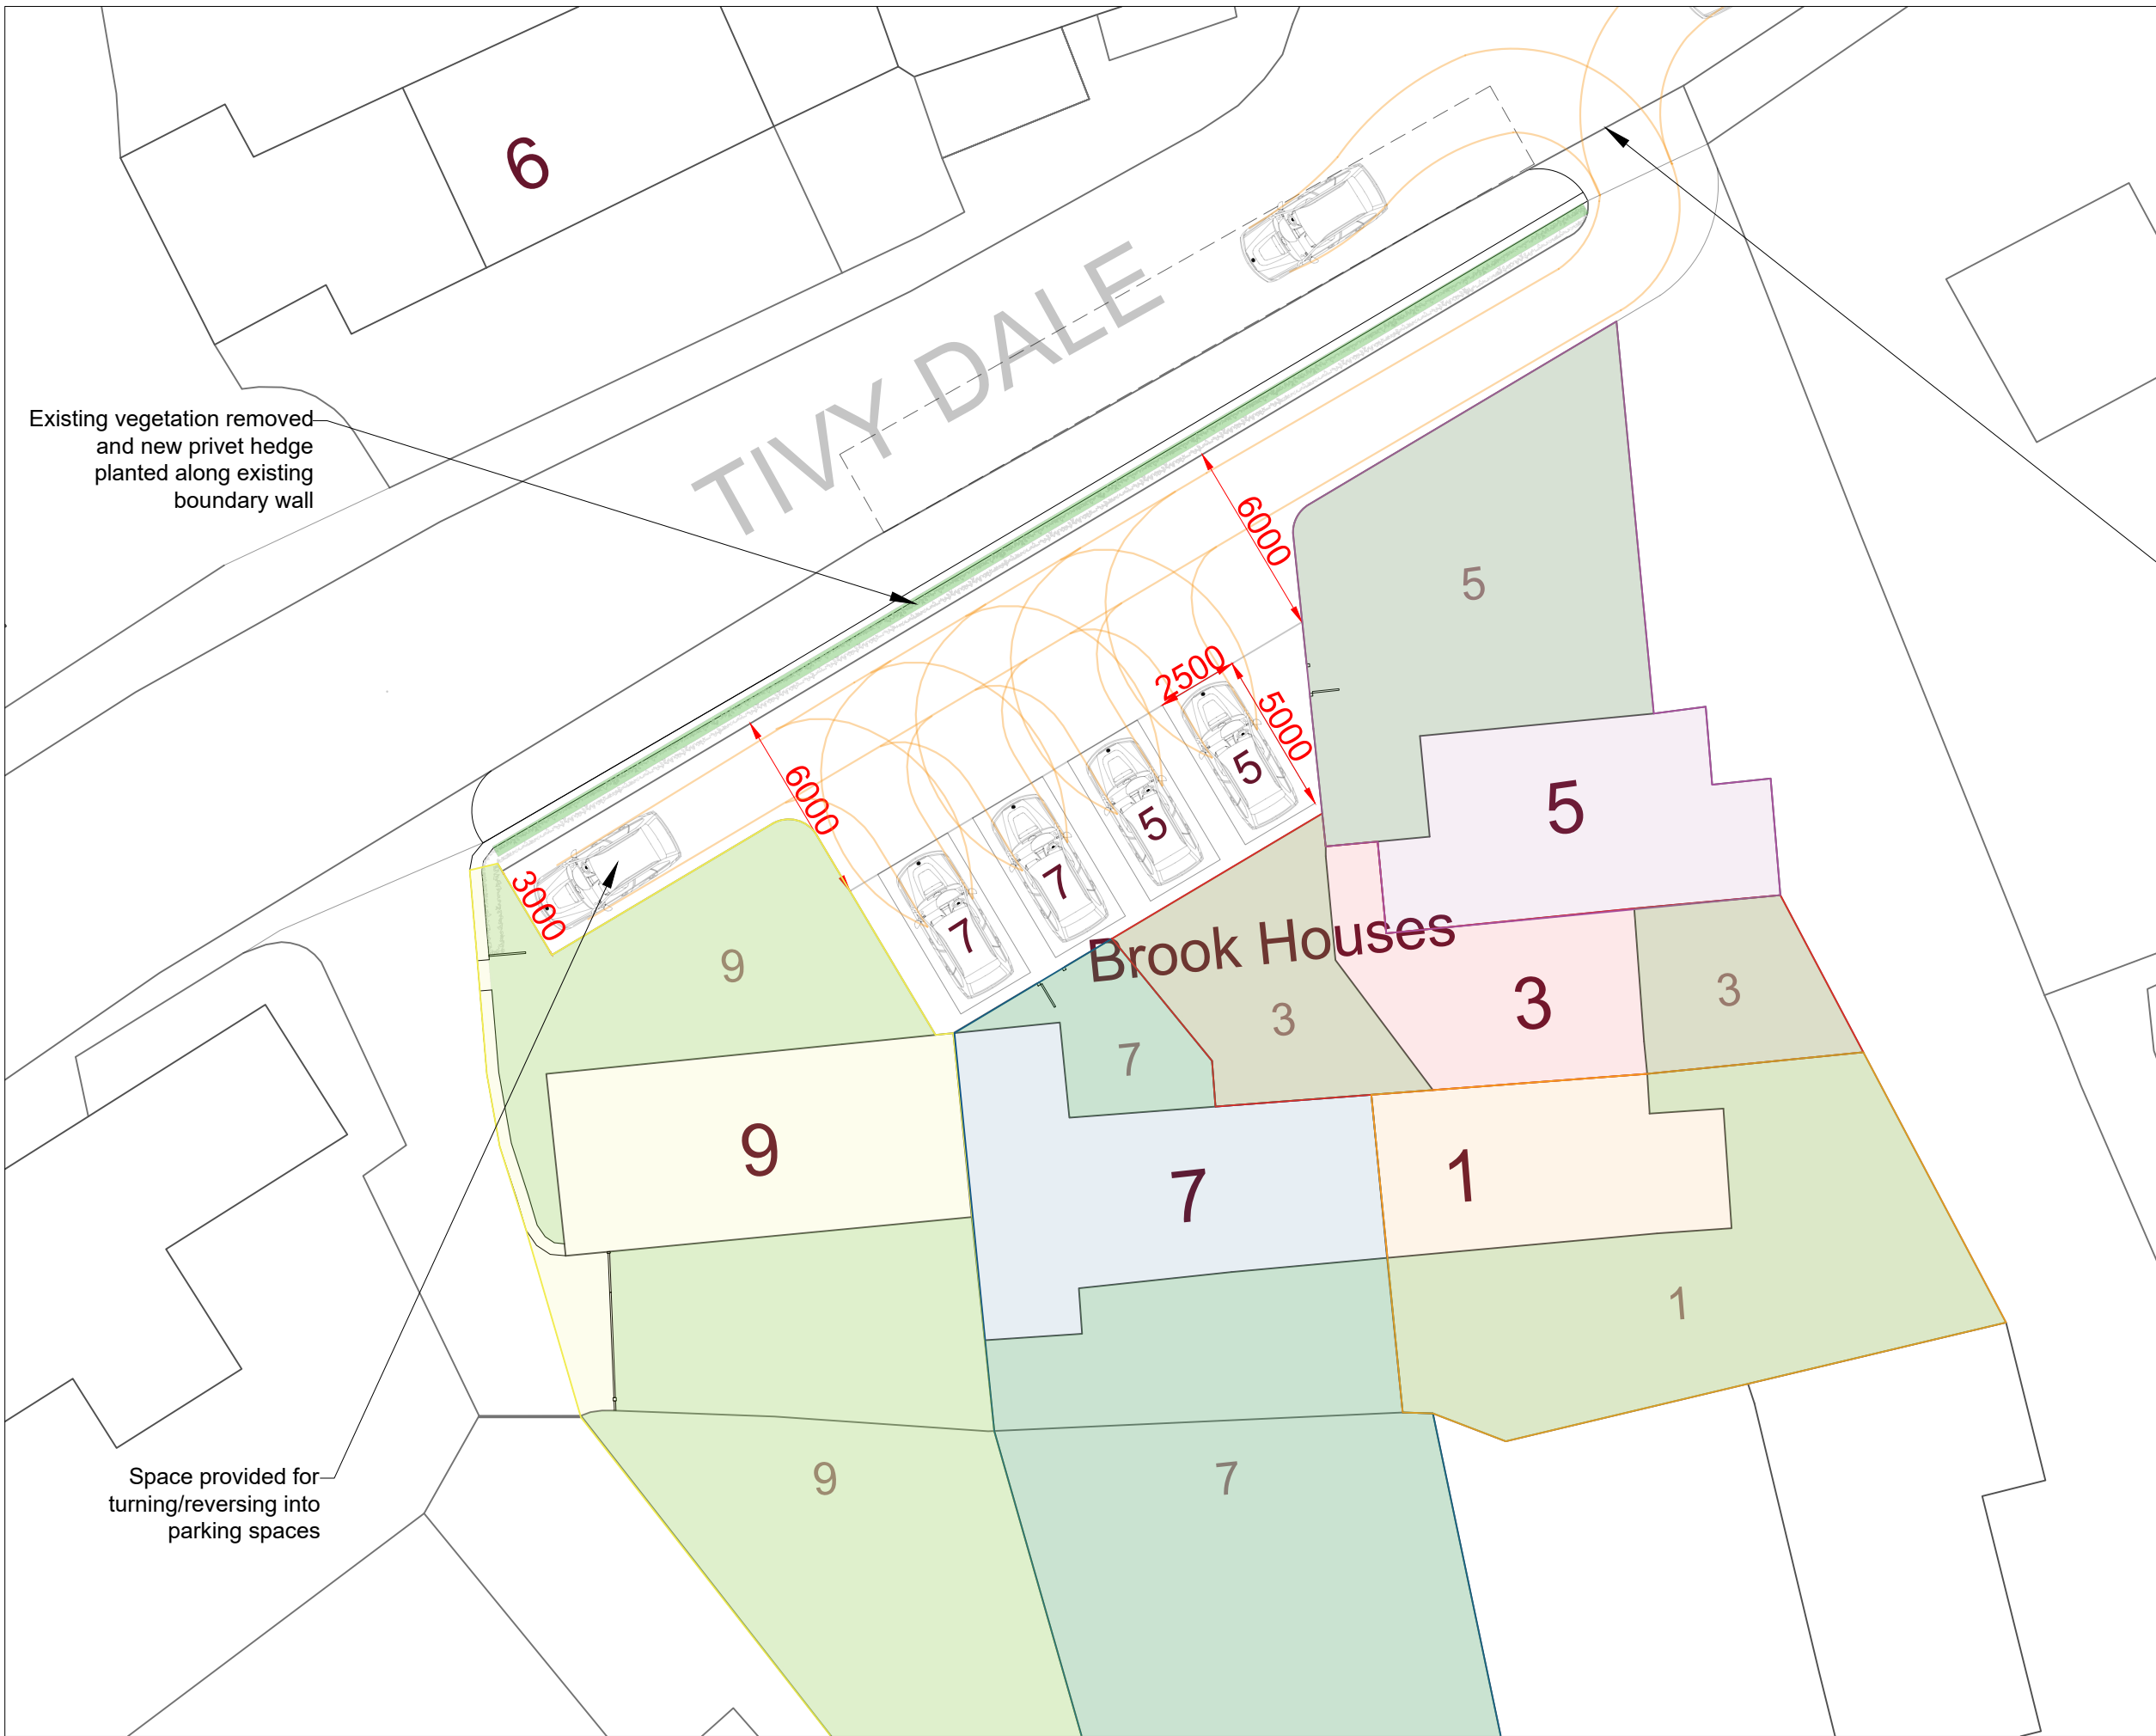 6
TIVY DALE
Existing vegetation removed
and new privet hedge
planted along existing
boundary wall
6000
5
2500
5000
6000
5
5
7
7
5
3000
9
Brook Houses
3
3
3
7
9
7
1
1
9
7
Space provided for
turning/reversing into
parking spaces